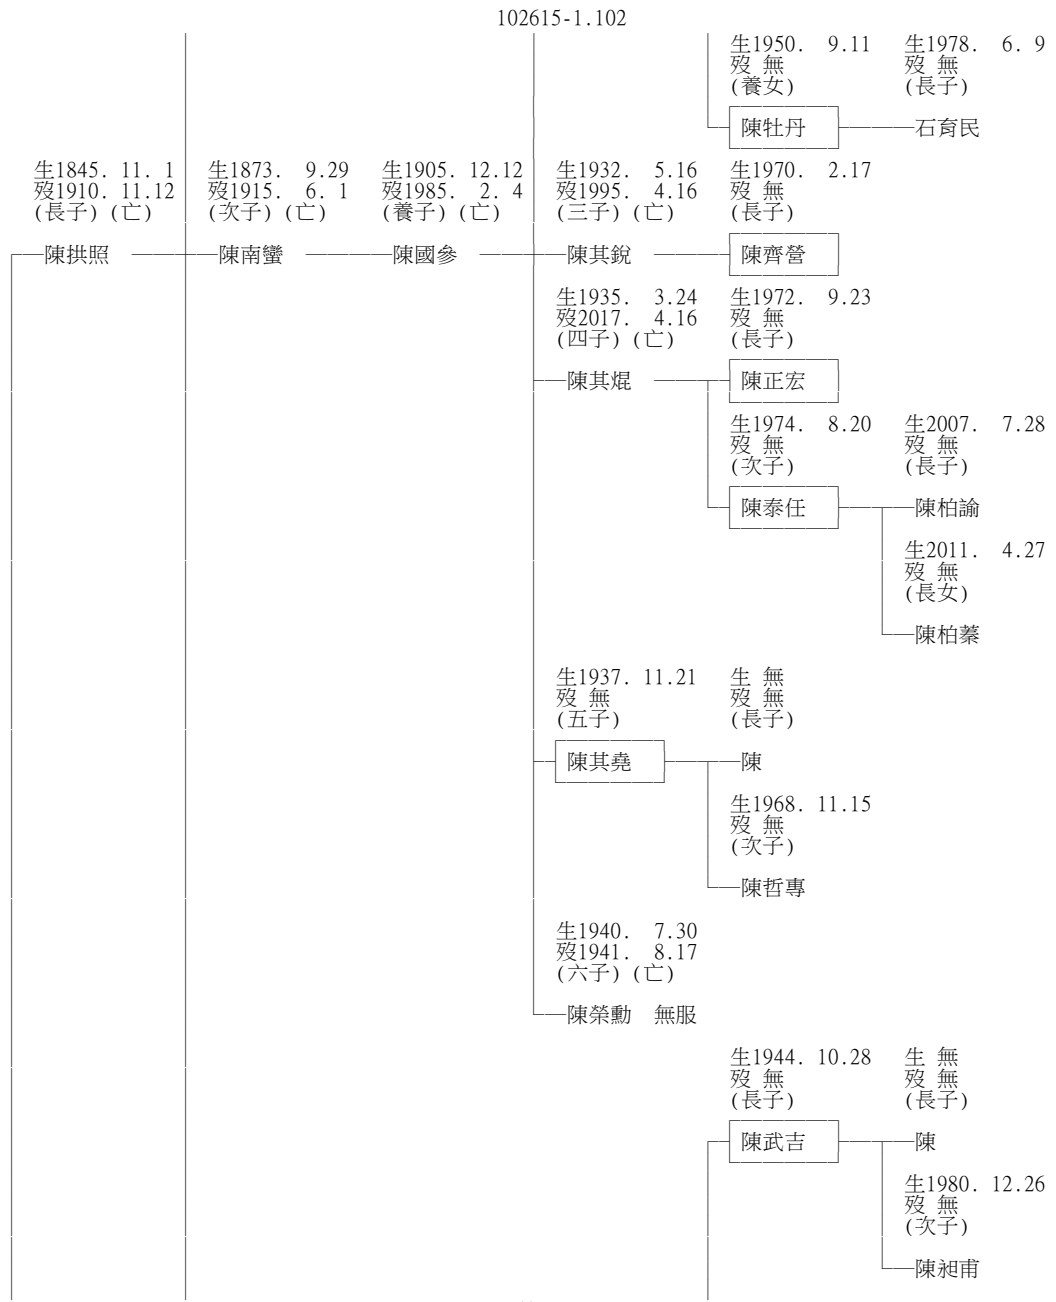 102615-1.102
生1950. 9.11 生1978. 6. 9
歿 無 歿 無
(養女) (長子)
陳牡丹 石育民
生1845. 11. 1 生1873. 9.29 生1905. 12.12 生1932. 5.16 生1970. 2.17
歿1910. 11.12 歿1915. 6. 1 歿1985. 2. 4 歿1995. 4.16 歿 無
(長子) (亡) (次子) (亡) (養子) (亡) (三子) (亡) (長子)
陳拱照 陳南蠻 陳國參 陳其銳 陳齊營
生1935. 3.24 生1972. 9.23
歿2017. 4.16 歿 無
(四子) (亡) (長子)
陳其焜 陳正宏
生1974. 8.20 生2007. 7.28
歿 無 歿 無
(次子) (長子)
陳泰任 陳柏諭
生2011. 4.27
歿 無
(長女)
陳柏蓁
生1937. 11.21 生 無
歿 無 歿 無
(五子) (長子)
陳其堯 陳
生1968. 11.15
歿 無
(次子)
陳哲專
生1940. 7.30
歿1941. 8.17
(六子) (亡)
陳榮勳 無服
生1944. 10.28 生 無
歿 無 歿 無
(長子) (長子)
陳武吉 陳
生1980. 12.26
歿 無
(次子)
陳昶甫